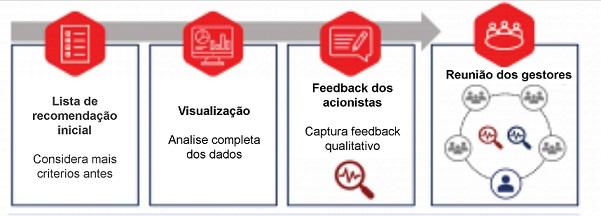 Lista de
recomendação
inicial
Considera mais
criterios antes
Visualização
Analise completa
dos dados
Feedback dos
acionistas
Captura feedback
qualitativo
Reunião dos gestores